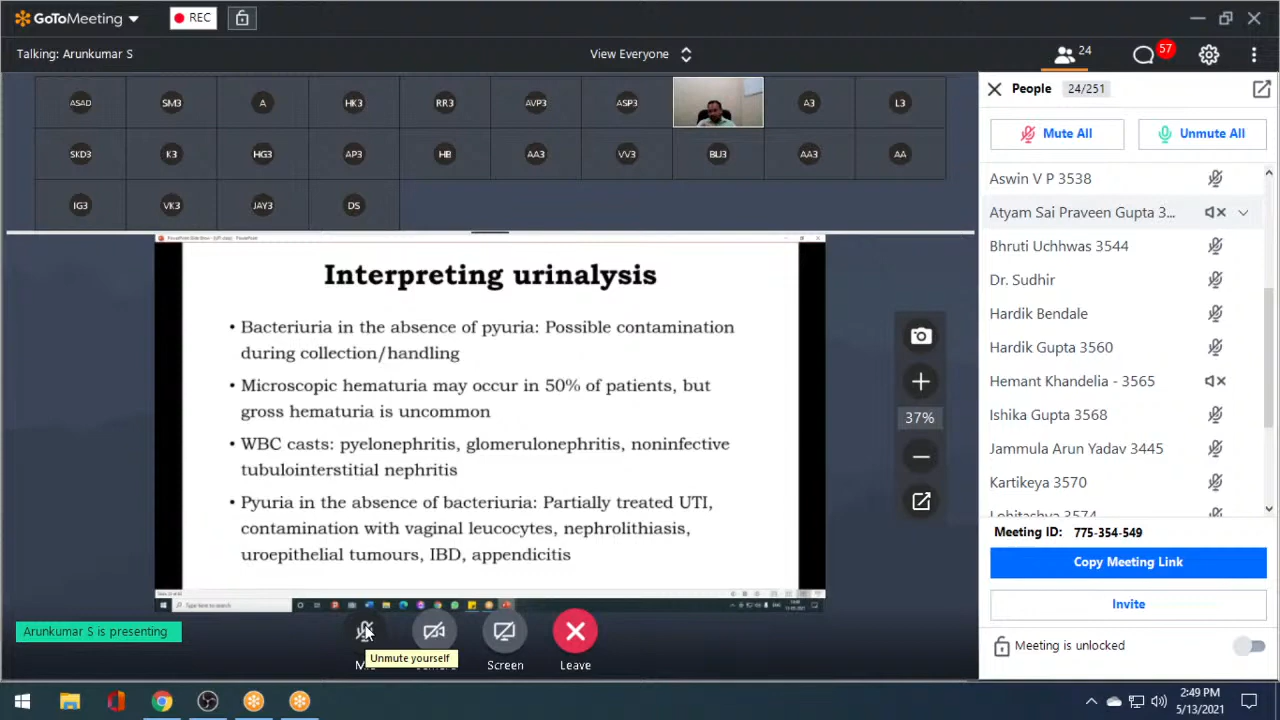 GoToMeeting
REC
Talking: Arunkumar S
View Everyone
24
57
ASAD
SM3
A
HK3
RR3
AVP3
ASP3
A3
L3
SKD3
K3
HG3
AP3
HB
AA3
VV3
BU3
AA3
AA
IG3
VK3
JAY3
DS
People 24/251
Mute All
Unmute All
Aswin V P 3538
Atyam Sai Praveen Gupta 3...
Bhruti Uchhwas 3544
Dr. Sudhir
Hardik Bendale
Hardik Gupta 3560
Hemant Khandelia - 3565
Ishika Gupta 3568
Jammula Arun Yadav 3445
Kartikeya 3570
Lohitashya 3574
Meeting ID: 775-354-549
Copy Meeting Link
Invite
Meeting is unlocked
Interpreting urinalysis
• Bacteriuria in the absence of pyuria: Possible contamination
during collection/handling
• Microscopic hematuria may occur in 50% of patients, but
gross hematuria is uncommon
• WBC casts: pyelonephritis, glomerulonephritis, noninfective
tubulointerstitial nephritis
• Pyuria in the absence of bacteriuria: Partially treated UTI,
contamination with vaginal leucocytes, nephrolithiasis,
uroepithelial tumours, IBD, appendicitis
37%
Type here to search
Arunkumar S is presenting
Unmute yourself
Screen
Leave
2:49 PM
5/13/2021